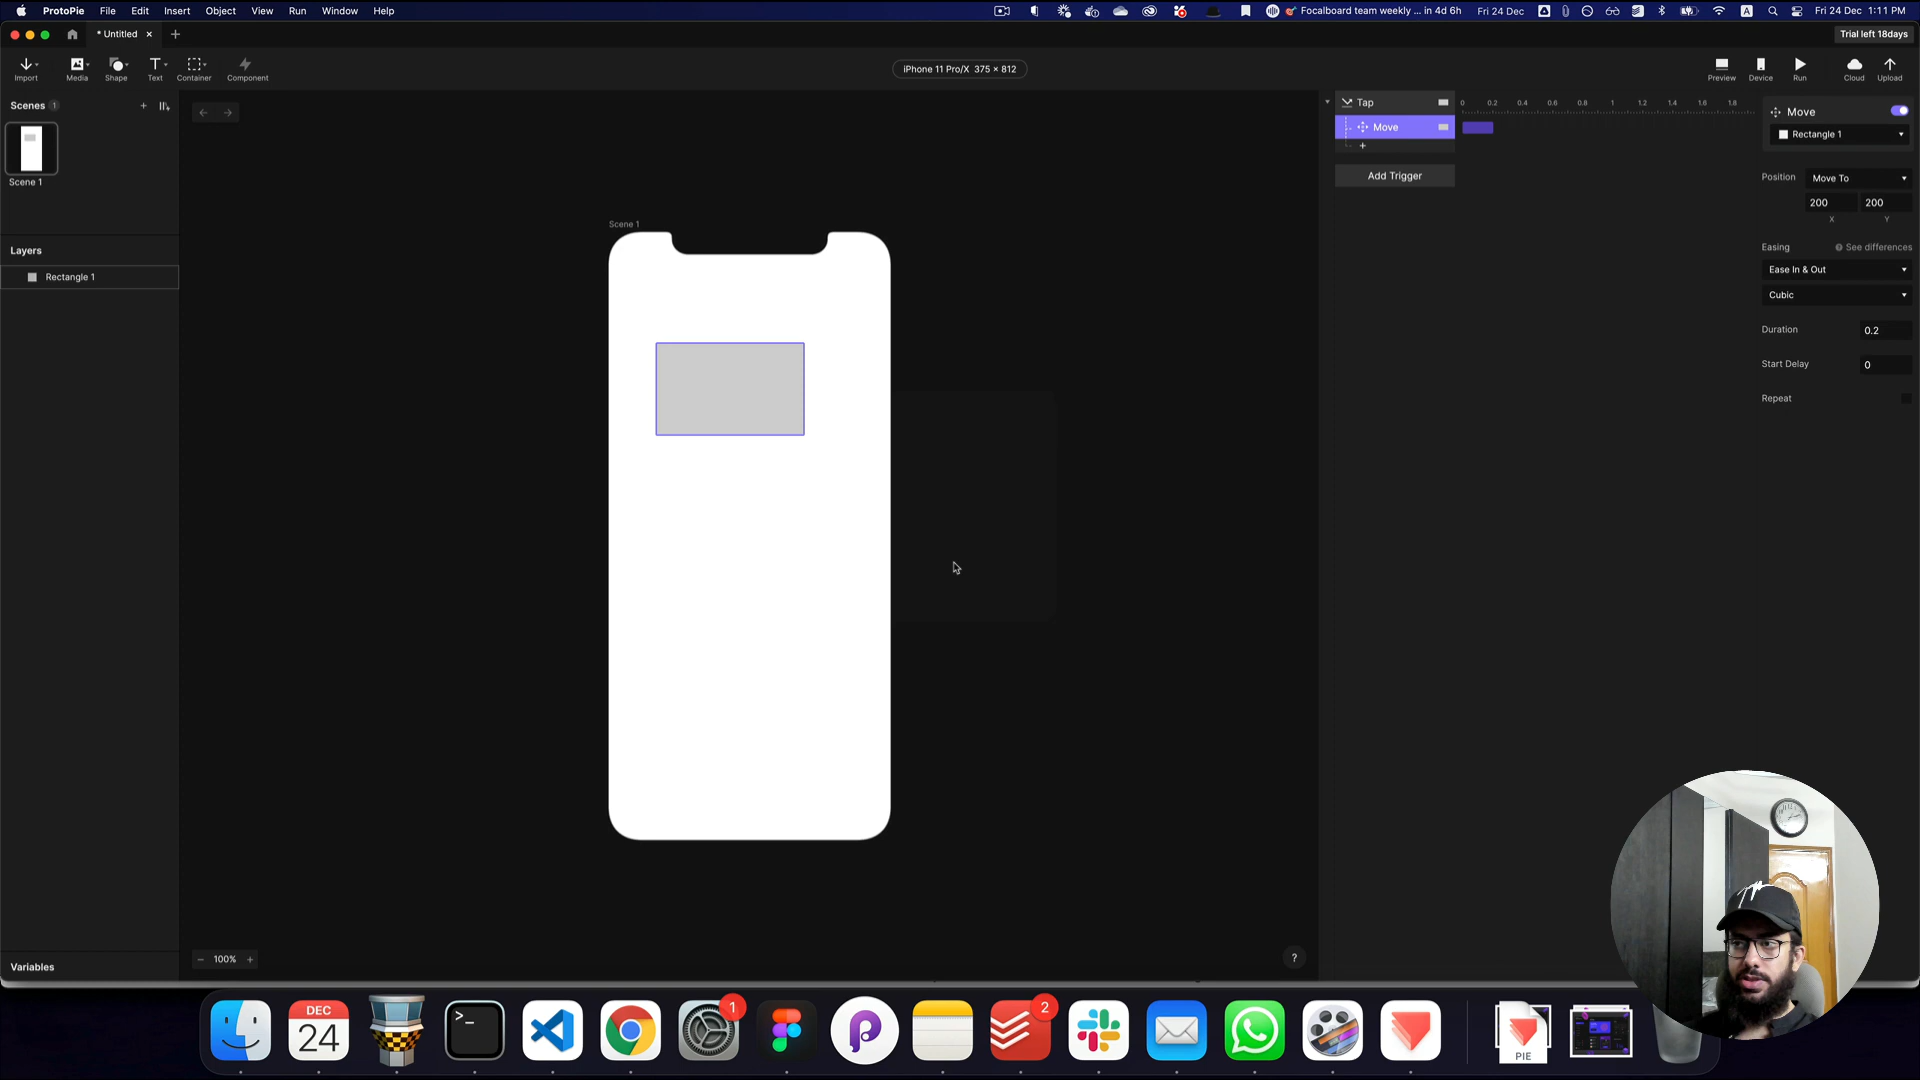 ProtoPie File Edit Insert Object View Run Window Help
Focalboard team weekly ... in 4d 6h Fri 24 Dec A Fri 24 Dec 1:11 PM
* Untitled
Trial left 18days
Import Media Shape Text Container Component
iPhone 11 Pro/X 375 × 812
Preview Device Run Cloud Upload
Scenes 1
Scene 1
Layers
Rectangle 1
Scene 1
Tap
Move
Add Trigger
0 0.2 0.4 0.6 0.8 1 1.2 1.4 1.6 1.8
Move
Rectangle 1
Position Move To
200 200
X Y
Easing See differences
Ease In & Out
Cubic
Duration 0.2
Start Delay 0
Repeat
100%
?
Variables
DEC
24
>_
1
2
PIE